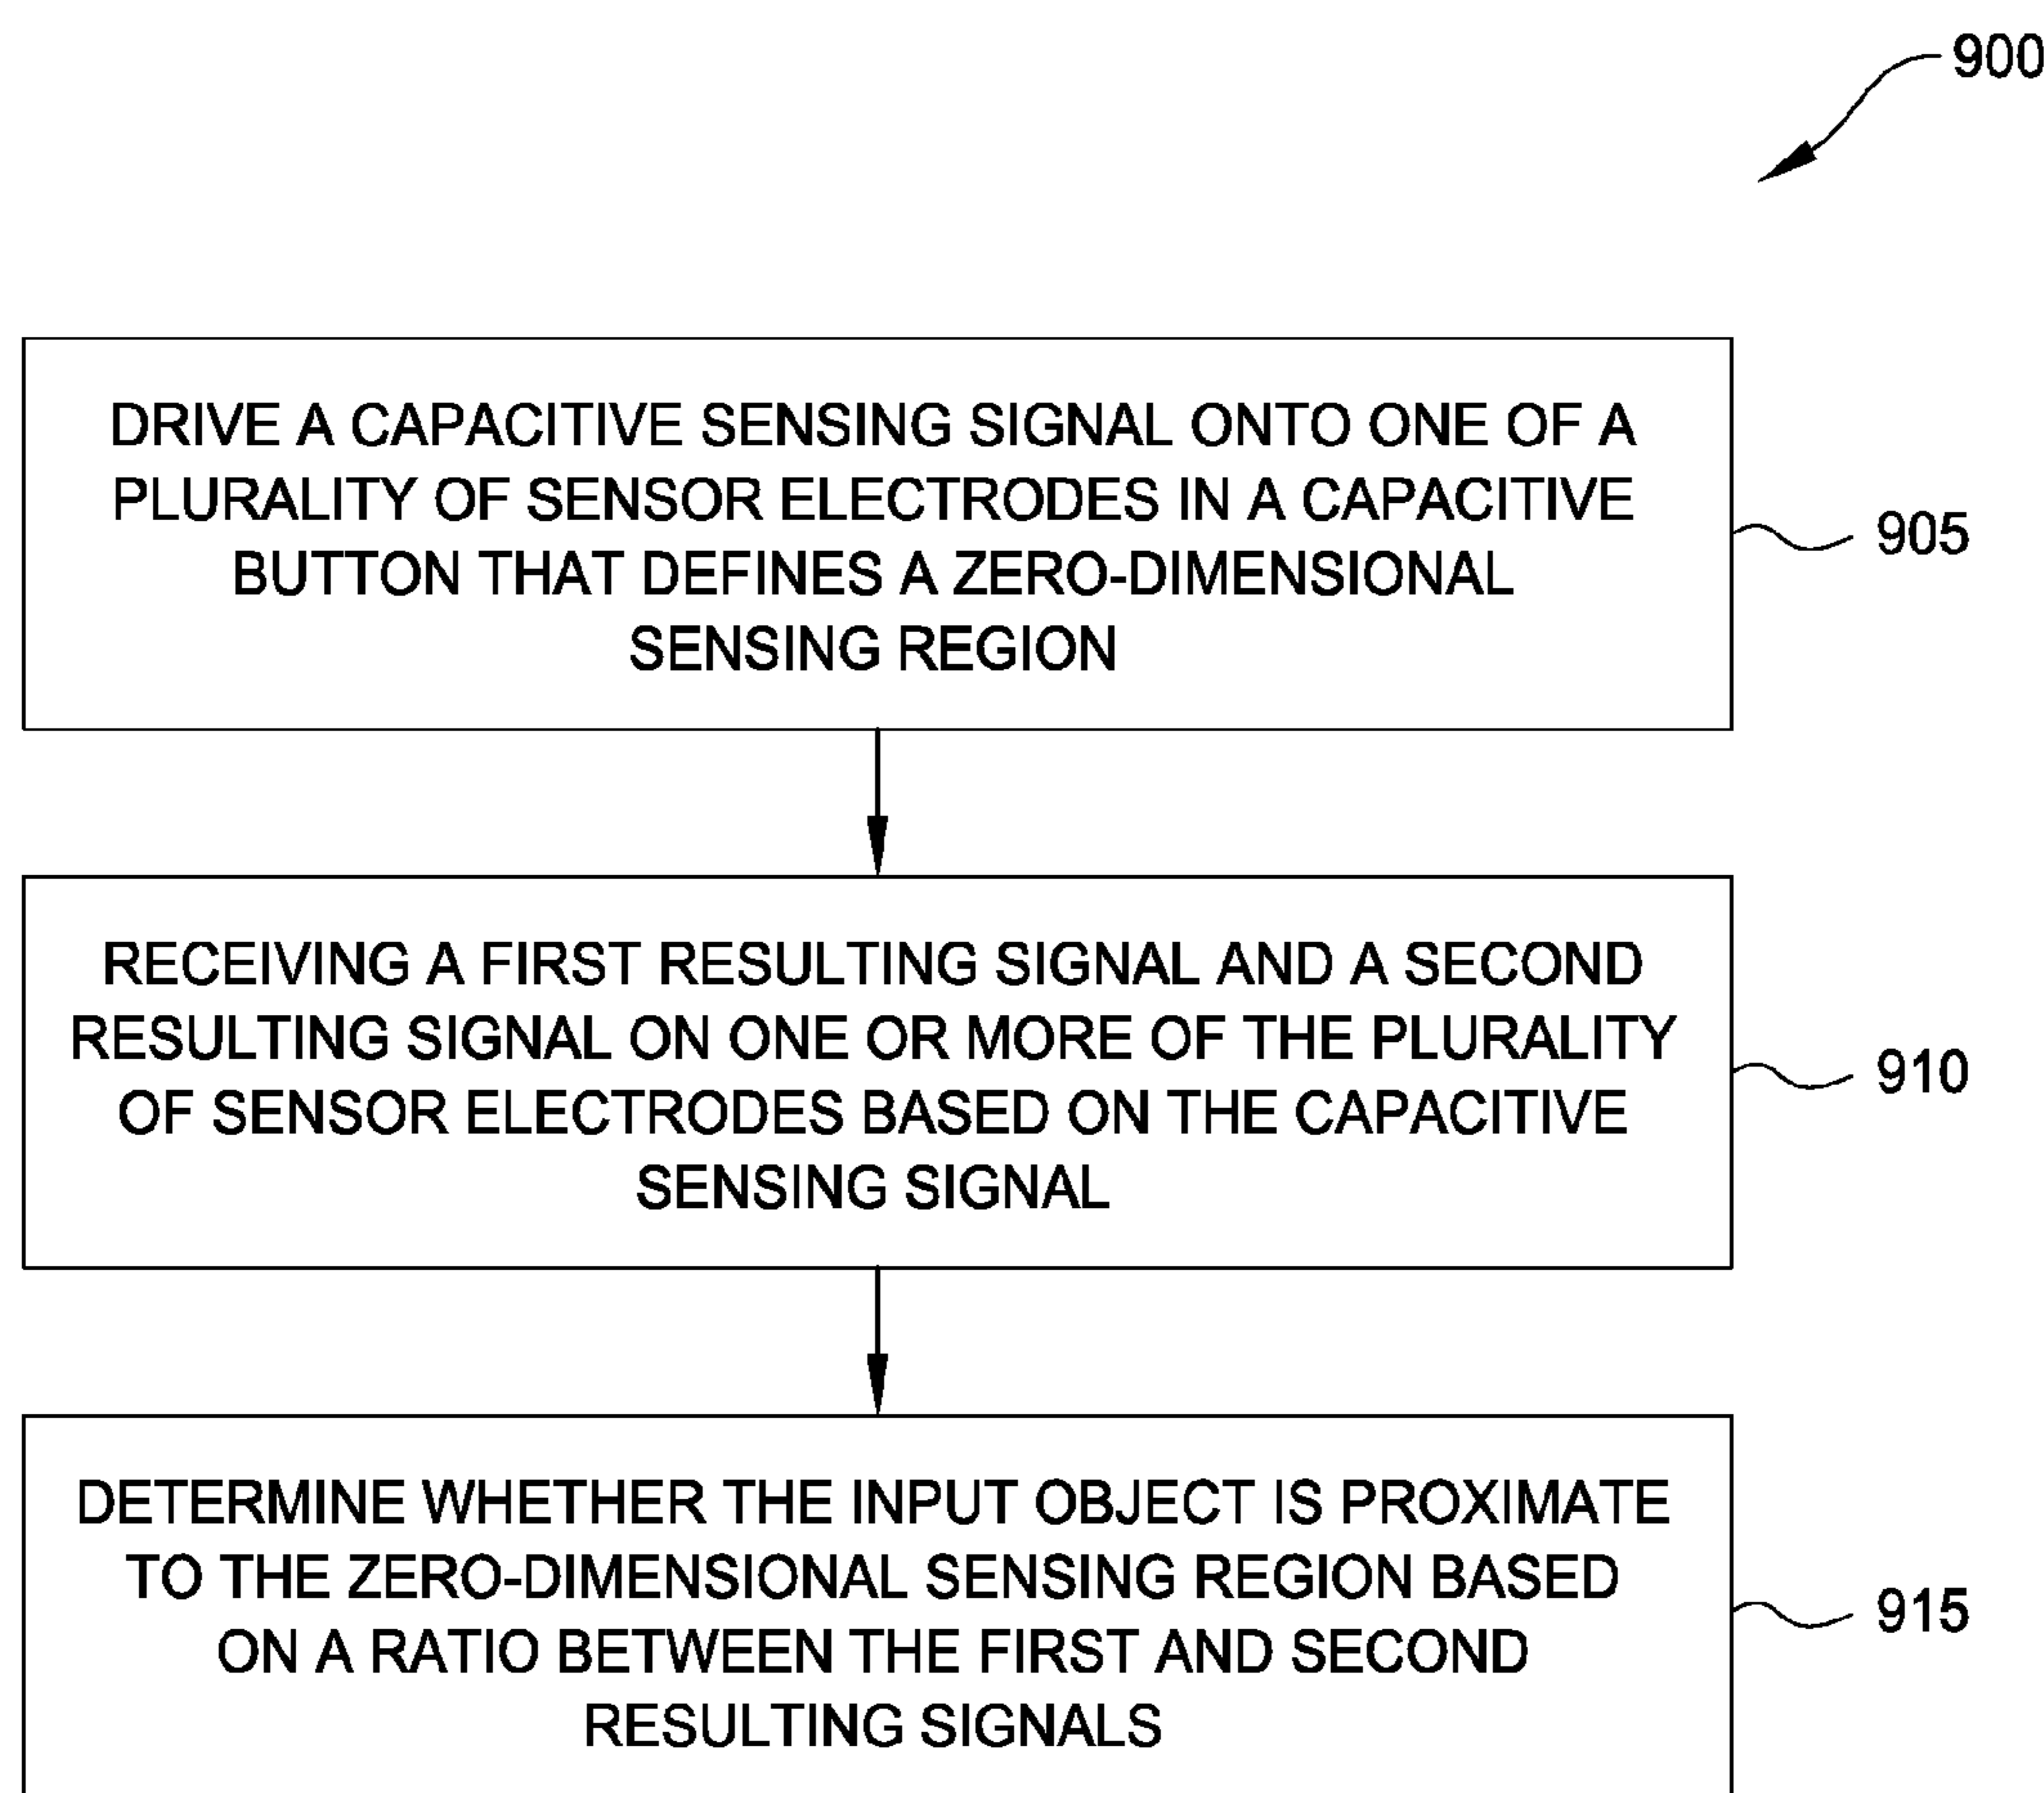 900
DRIVE A CAPACITIVE SENSING SIGNAL ONTO ONE OF A
PLURALITY OF SENSOR ELECTRODES IN A CAPACITIVE
BUTTON THAT DEFINES A ZERO-DIMENSIONAL
SENSING REGION
905
RECEIVING A FIRST RESULTING SIGNAL AND A SECOND
RESULTING SIGNAL ON ONE OR MORE OF THE PLURALITY
OF SENSOR ELECTRODES BASED ON THE CAPACITIVE
SENSING SIGNAL
910
DETERMINE WHETHER THE INPUT OBJECT IS PROXIMATE
TO THE ZERO-DIMENSIONAL SENSING REGION BASED
ON A RATIO BETWEEN THE FIRST AND SECOND
RESULTING SIGNALS
915